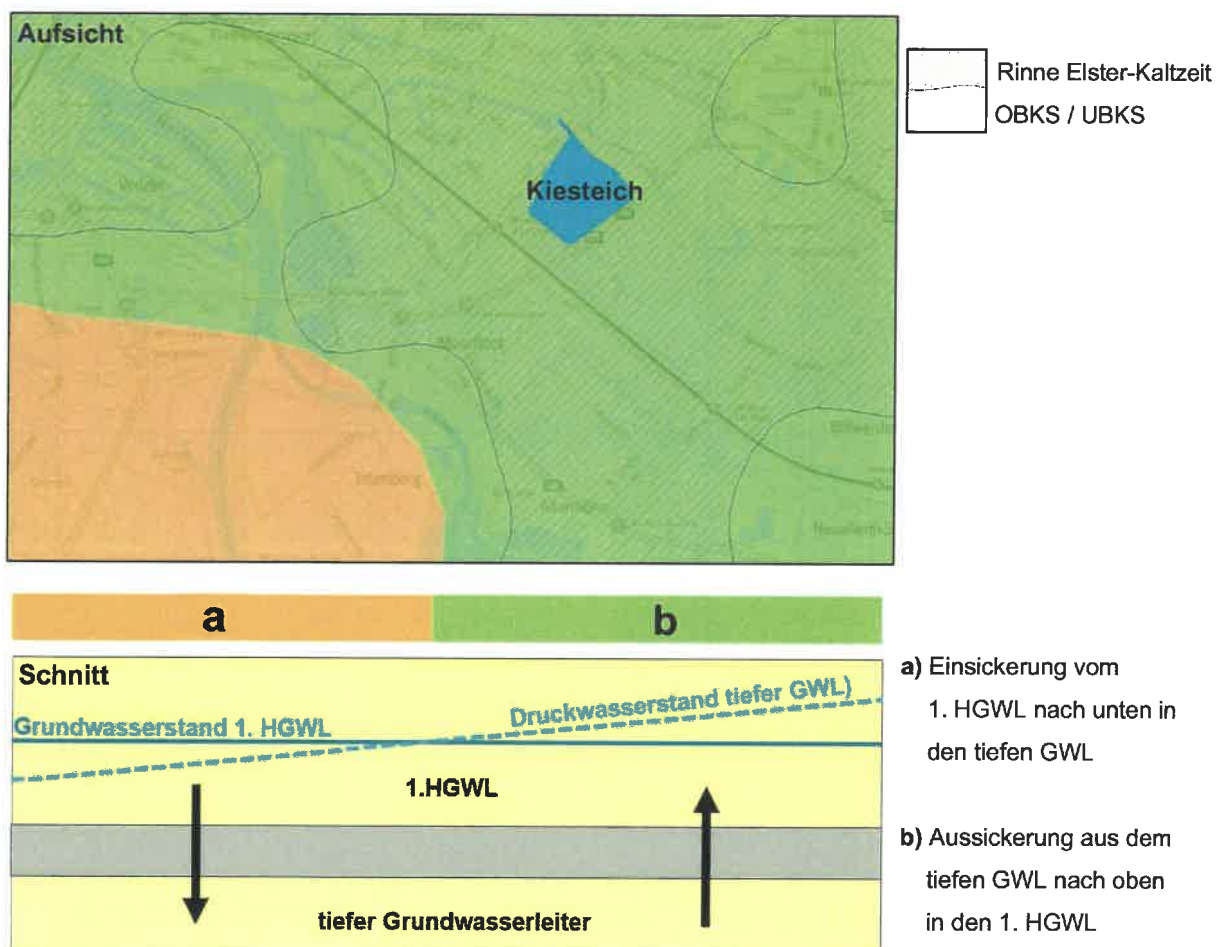 Aufsicht
Kiesteich
Moorfleet
Rinne Elster-Kaltzeit
OBKS / UBKS
a
b
Schnitt
Grundwasserstand 1. HGWL
Druckwasserstand tiefer GWL)
1.HGWL
tiefer Grundwasserleiter
a) Einsickerung vom
1. HGWL nach unten in
den tiefen GWL
b) Aussickerung aus dem
tiefen GWL nach oben
in den 1. HGWL